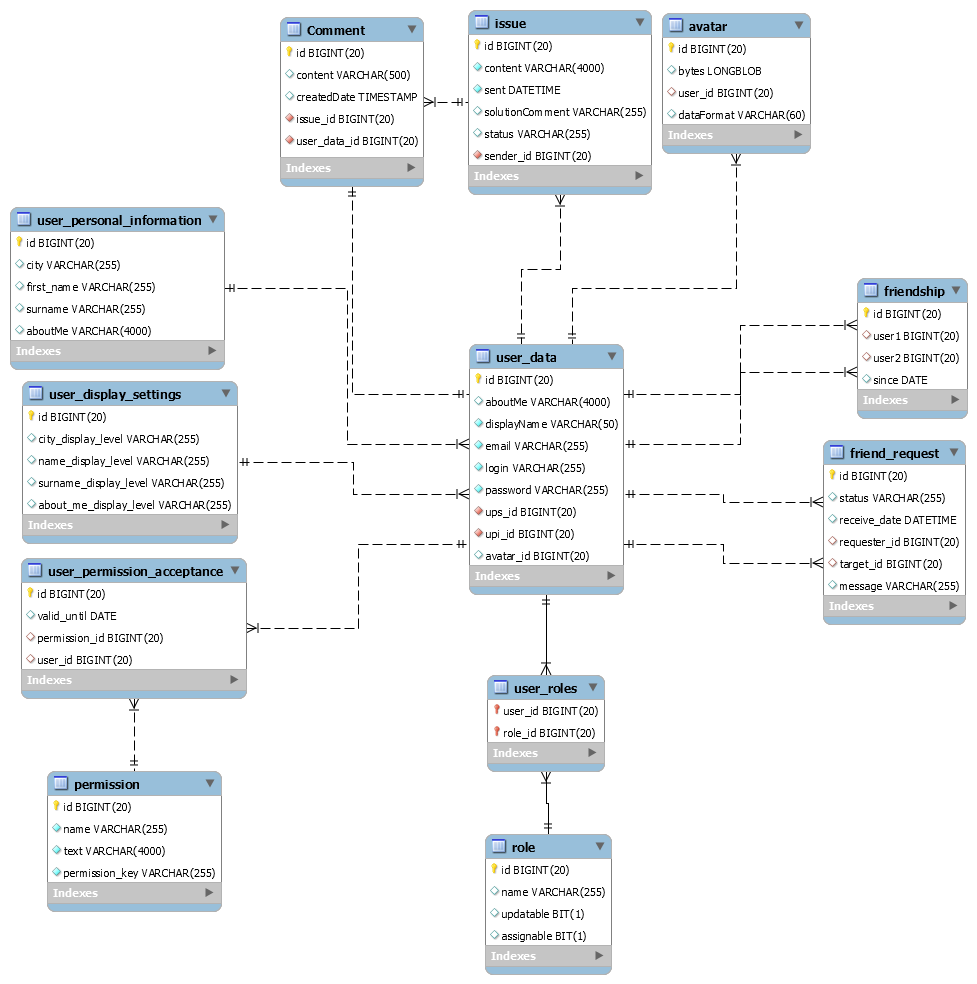 Comment
id BIGINT(20)
content VARCHAR(500)
createdDate TIMESTAMP
issue_id BIGINT(20)
user_data_id BIGINT(20)
Indexes
issue
id BIGINT(20)
content VARCHAR(4000)
sent DATETIME
solutionComment VARCHAR(255)
status VARCHAR(255)
sender_id BIGINT(20)
Indexes
avatar
id BIGINT(20)
bytes LONGBLOB
user_id BIGINT(20)
dataFormat VARCHAR(60)
Indexes
user_personal_information
id BIGINT(20)
city VARCHAR(255)
first_name VARCHAR(255)
surname VARCHAR(255)
aboutMe VARCHAR(4000)
Indexes
friendship
id BIGINT(20)
user1 BIGINT(20)
user2 BIGINT(20)
since DATE
Indexes
user_display_settings
id BIGINT(20)
city_display_level VARCHAR(255)
name_display_level VARCHAR(255)
surname_display_level VARCHAR(255)
about_me_display_level VARCHAR(255)
Indexes
user_data
id BIGINT(20)
aboutMe VARCHAR(4000)
displayName VARCHAR(50)
email VARCHAR(255)
login VARCHAR(255)
password VARCHAR(255)
ups_id BIGINT(20)
upi_id BIGINT(20)
avatar_id BIGINT(20)
Indexes
friend_request
id BIGINT(20)
status VARCHAR(255)
receive_date DATETIME
requester_id BIGINT(20)
target_id BIGINT(20)
message VARCHAR(255)
Indexes
user_permission_acceptance
id BIGINT(20)
valid_until DATE
permission_id BIGINT(20)
user_id BIGINT(20)
Indexes
user_roles
user_id BIGINT(20)
role_id BIGINT(20)
Indexes
permission
id BIGINT(20)
name VARCHAR(255)
text VARCHAR(4000)
permission_key VARCHAR(255)
Indexes
role
id BIGINT(20)
name VARCHAR(255)
updatable BIT(1)
assignable BIT(1)
Indexes